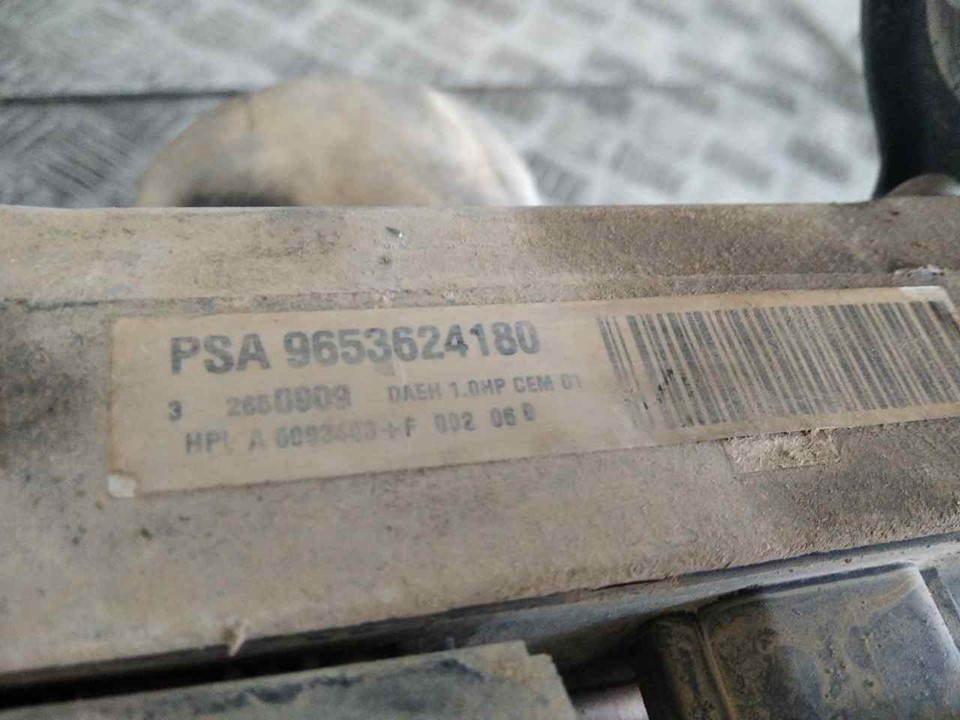 PSA 9653624180
3 2660909 DAEH 1.0HP CEM 01
HPI A 6093403+F 002 06